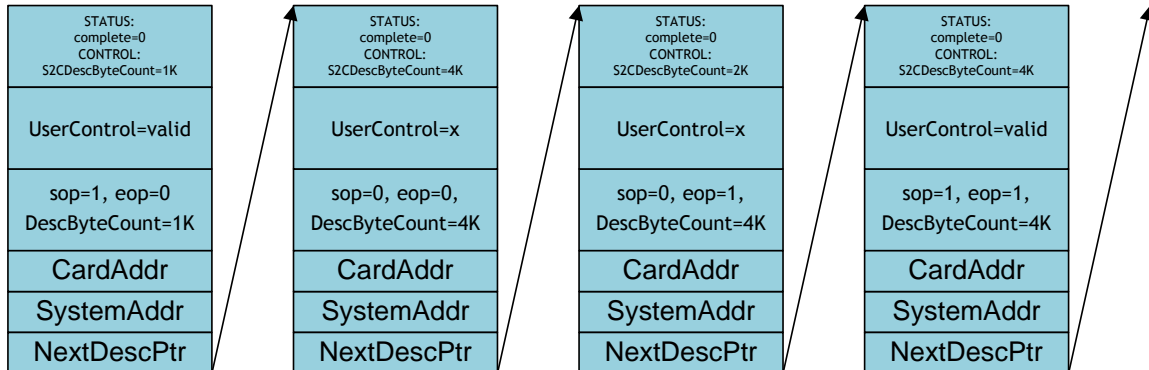 STATUS:
complete=0
CONTROL:
S2CDescByteCount=1K
UserControl=valid
sop=1, eop=0
DescByteCount=1K
CardAddr
SystemAddr
NextDescPtr
STATUS:
complete=0
CONTROL:
S2CDescByteCount=4K
UserControl=x
sop=0, eop=0,
DescByteCount=4K
CardAddr
SystemAddr
NextDescPtr
STATUS:
complete=0
CONTROL:
S2CDescByteCount=2K
UserControl=x
sop=0, eop=1,
DescByteCount=4K
CardAddr
SystemAddr
NextDescPtr
STATUS:
complete=0
CONTROL:
S2CDescByteCount=4K
UserControl=valid
sop=1, eop=1,
DescByteCount=4K
CardAddr
SystemAddr
NextDescPtr